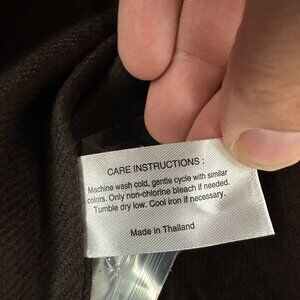 CARE INSTRUCTIONS :
Machine wash cold, gentle cycle with similar
colors. Only non-chlorine bleach if needed.
Tumble dry low. Cool iron if necessary.
Made in Thailand